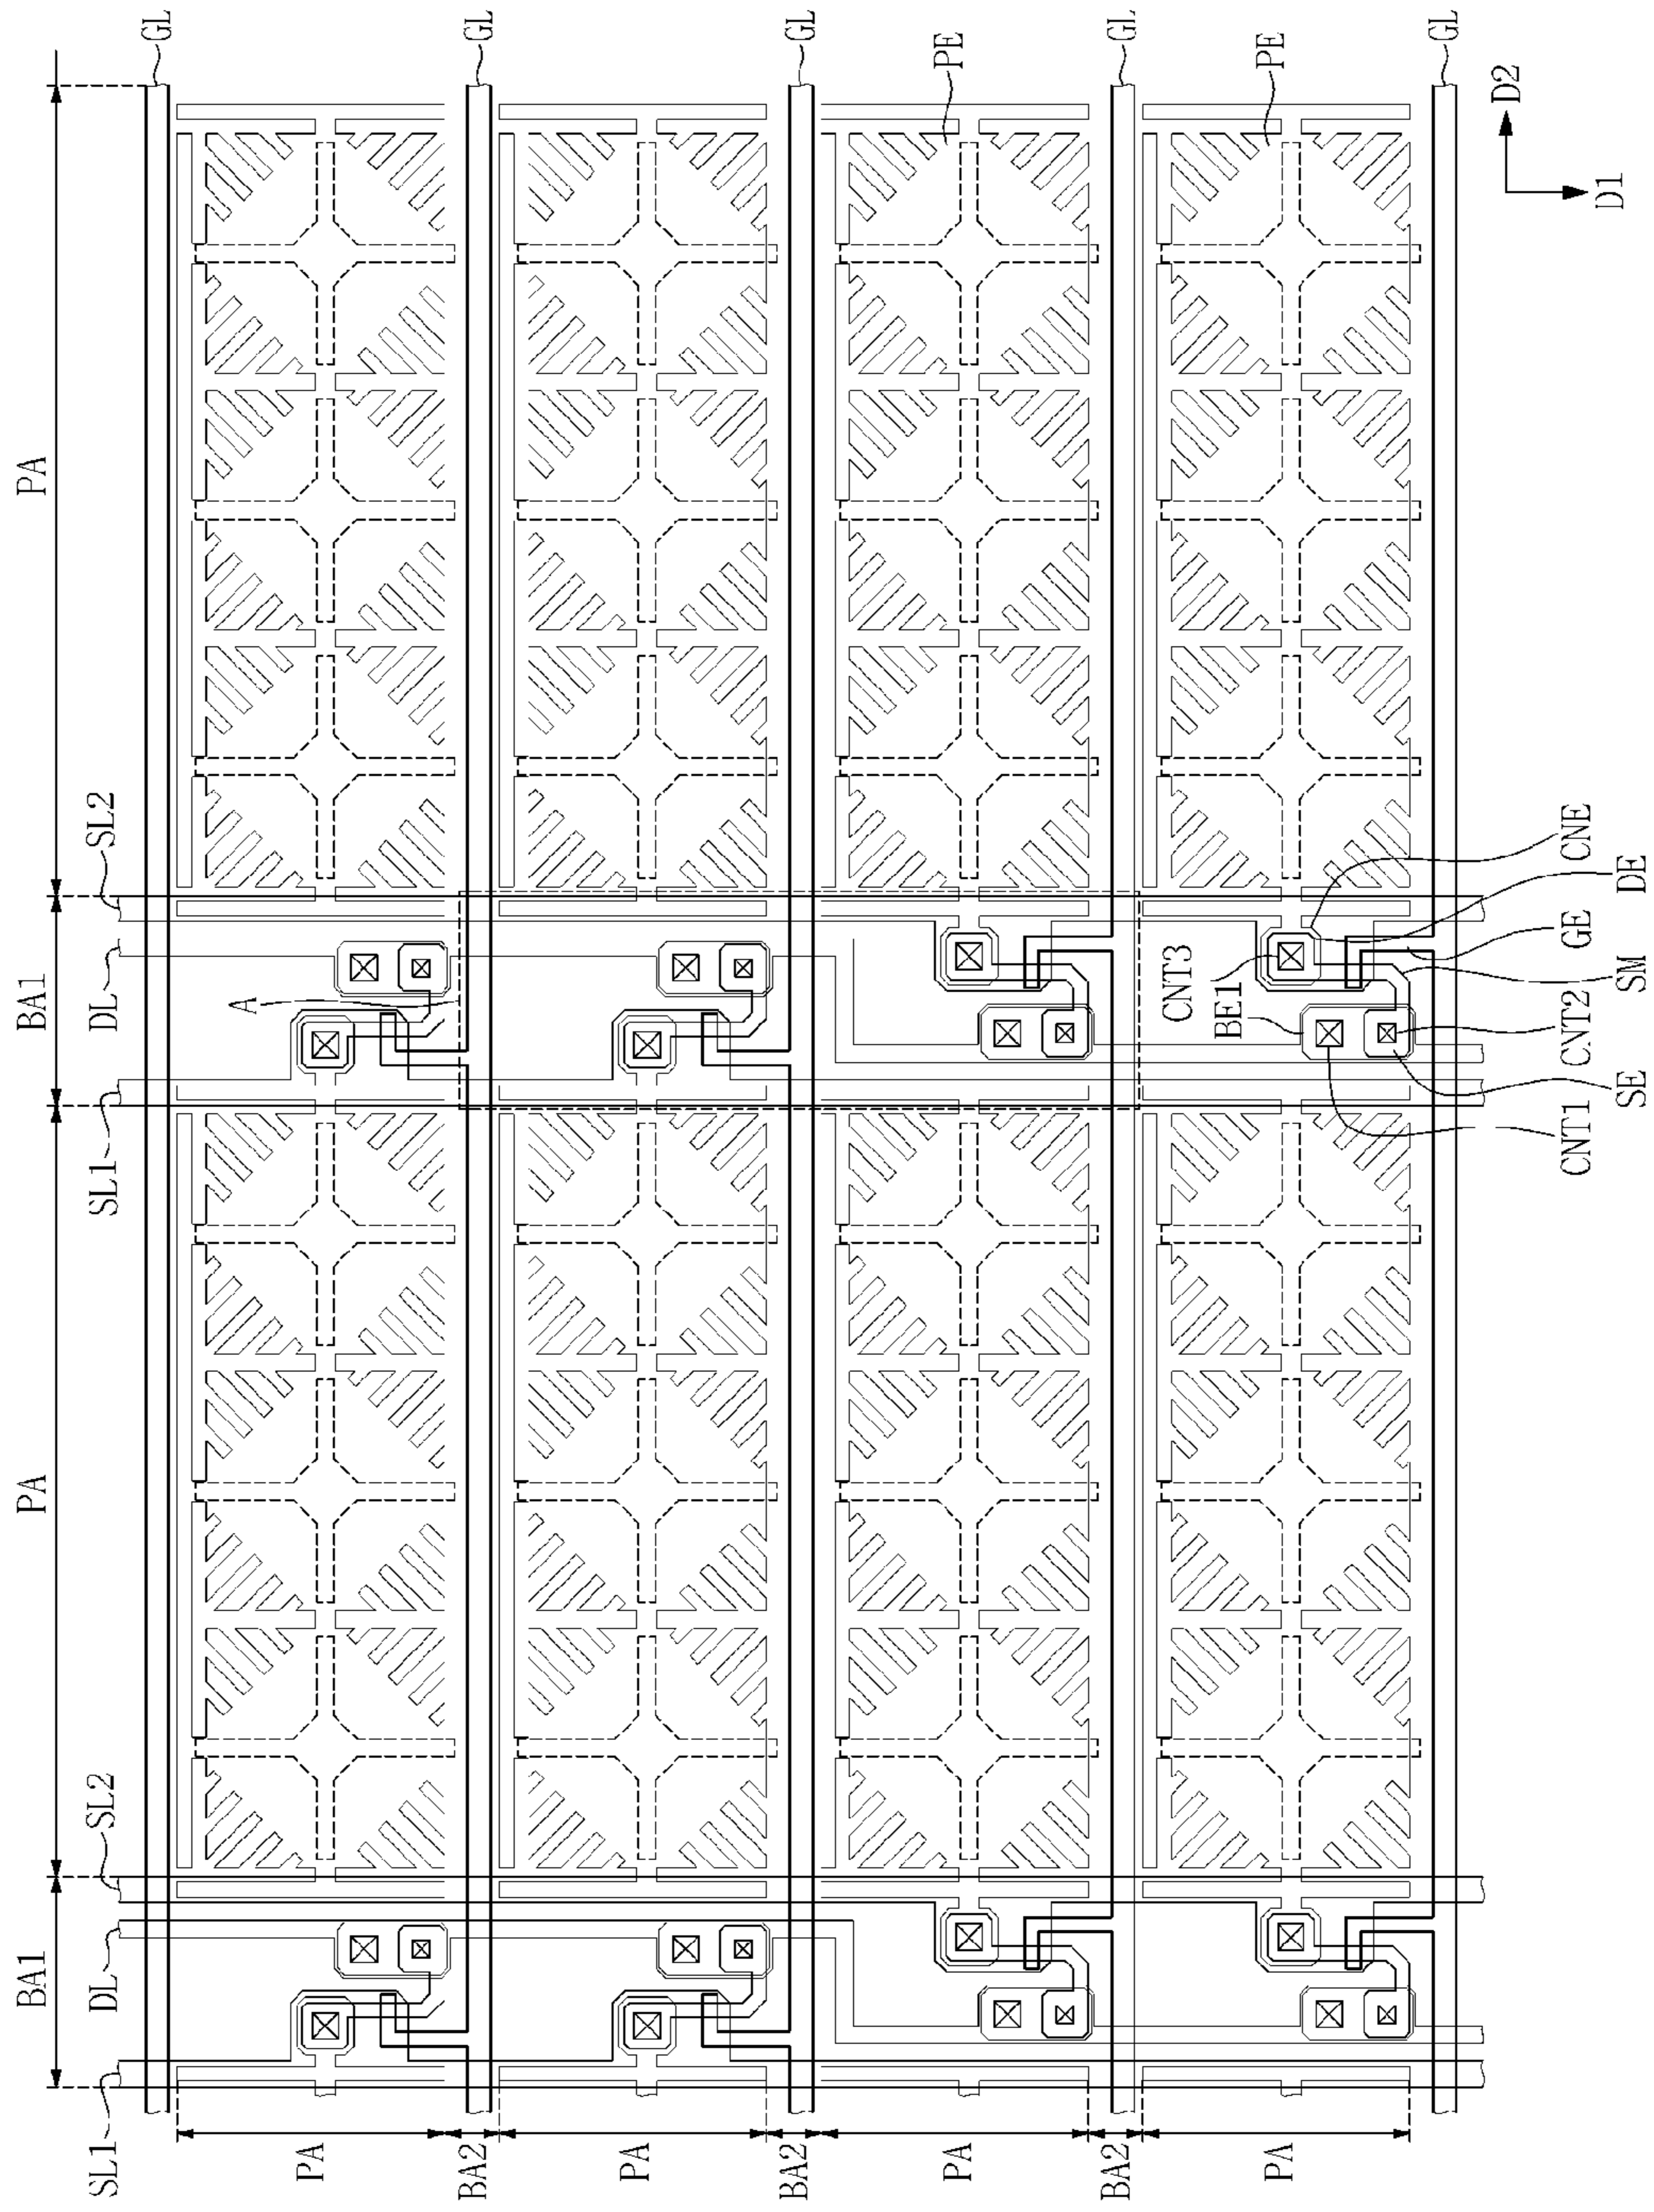 BA1 PA BA1 PA
SL1 DL SL2 SL1 DL SL2
GL
A
PA
BA2 GL
PA
BA2 GL
PE
PA
BA2 GL
CNT3
BE1
PE
PA
GL
D2
CNT1 CNT2 GE CNE
D1
SE SM DE